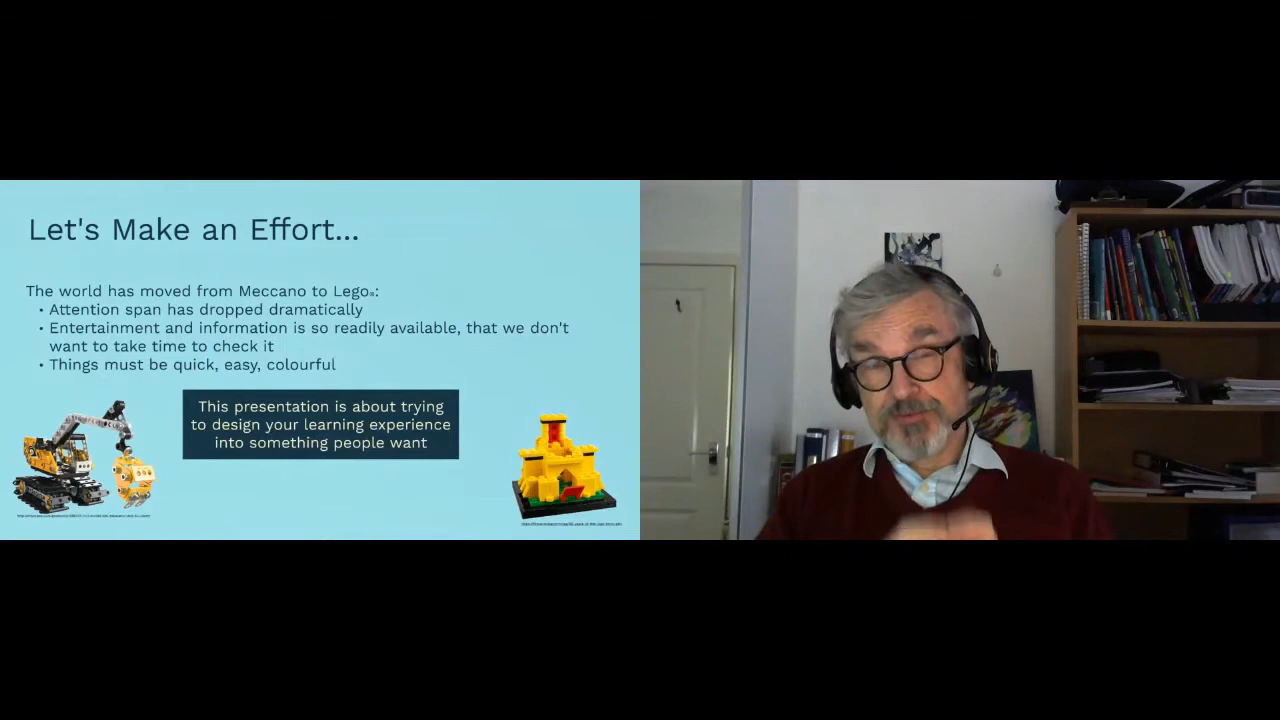 Let's Make an Effort...
The world has moved from Meccano to Lego®:
• Attention span has dropped dramatically
• Entertainment and information is so readily available, that we don't
want to take time to check it
• Things must be quick, easy, colourful
This presentation is about trying
to design your learning experience
into something people want